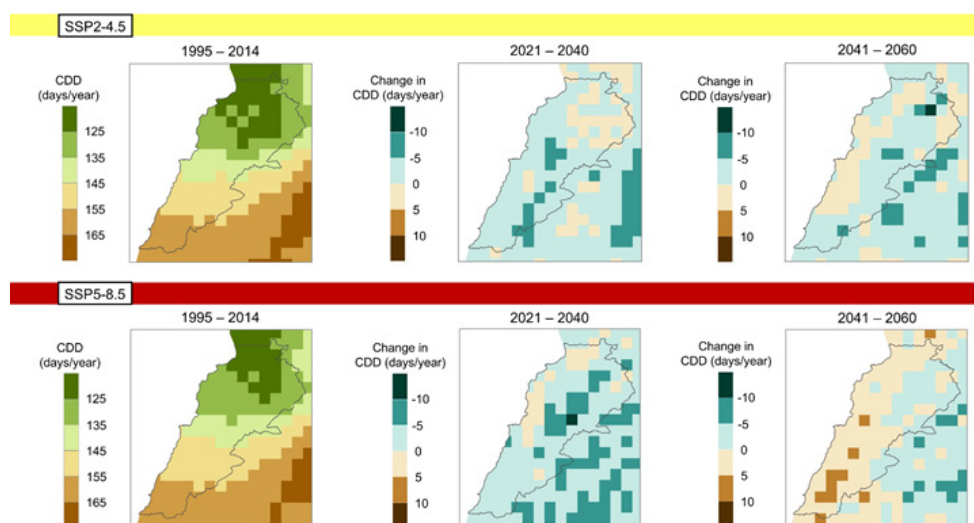 SSP2-4.5
1995 – 2014
2021 – 2040
2041 – 2060
CDD
(days/year)
125
135
145
155
165
Change in
CDD (days/year)
-10
-5
0
5
10
Change in
CDD (days/year)
-10
-5
0
5
10
SSP5-8.5
1995 – 2014
2021 – 2040
2041 – 2060
CDD
(days/year)
125
135
145
155
165
Change in
CDD (days/year)
-10
-5
0
5
10
Change in
CDD (days/year)
-10
-5
0
5
10